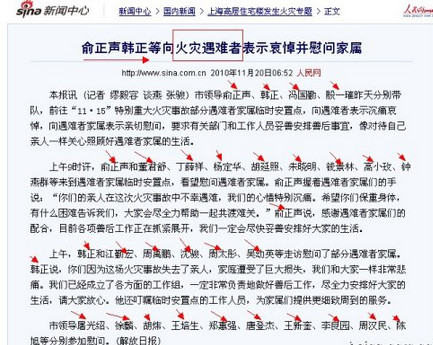 sina 新闻中心 新闻中心 > 国内新闻 > 上海高层住宅楼发生火灾专题 > 正文
人民网
俞正声韩正等向火灾遇难者表示哀悼并慰问家属
http://www.sina.com.cn 2010年11月20日06:52 人民网
本报讯（记者 缪毅容 谈燕 张骏）市领导俞正声、韩正、冯国勤、殷一璀昨天分别带
队，前往“11·15”特别重大火灾事故部分遇难者家属临时安置点，向遇难者家属表示沉痛哀
悼，向遇难者家属表示亲切慰问，要求有关部门和工作人员妥善安排善后事宜，像对待自己
亲人一样关心照顾好遇难者家属的生活。
上午9时许，俞正声和董君舒、丁薛祥、杨定华、胡延照、朱晓明、钱景林、高小玫、钟
燕群等来到遇难者家属临时安置点，看望慰问遇难者家属。俞正声握着遇难者家属们的手
说：“你们的亲人在这次火灾事故中不幸遇难，我们的心情特别沉痛。希望你们保重身体，
有什么困难告诉我们，大家会尽全力帮助一起共渡难关。”俞正声说，感谢遇难者家属们的
配合，目前各项善后工作正在抓紧展开，我们一定会尽快妥善安排好大家的生活。
上午，韩正和江勤宏、周禹鹏、沈骏、周太彤、吴幼英等走访慰问了部分遇难者家属。
韩正说，你们因为这场火灾事故失去了亲人，家庭遭受了巨大损失，我们和大家一样非常悲
痛。我们已经成立了各方面的工作组，一定非常负责地做好善后工作，尽全力安排好大家的
生活，请大家放心。他还叮嘱临时安置点的工作人员，为家属们提供更细致周到的服务。
市领导屠光绍、徐麟、胡炜、王培生、郑惠强、唐登杰、王新奎、李良园、周汉民、陈
旭等分别参加慰问。（解放日报）